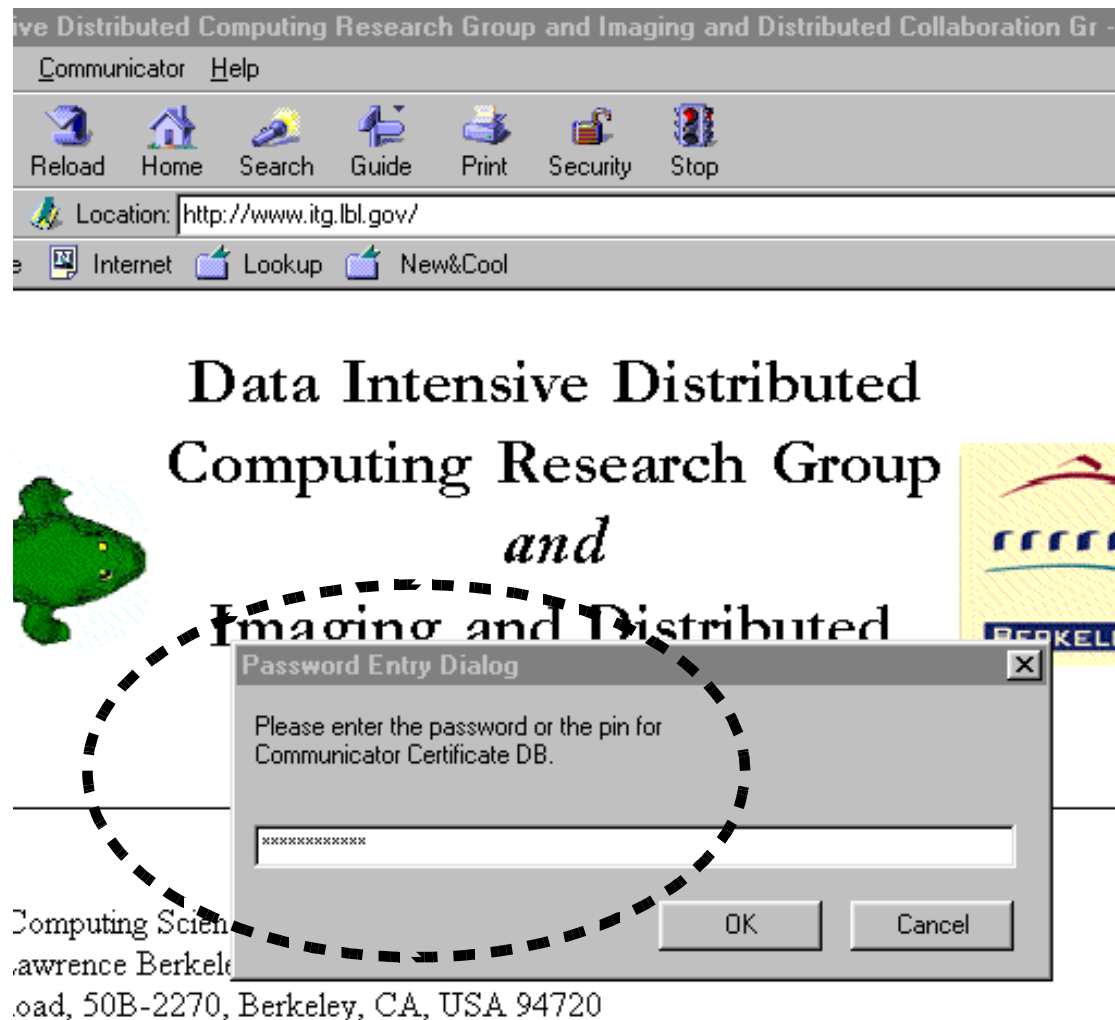 ive Distributed Computing Research Group and Imaging and Distributed Collaboration Gr -
Communicator Help
Reload Home Search Guide Print Security Stop
Location: http://www.itg.lbl.gov/
e Internet Lookup New&Cool
Data Intensive Distributed
Computing Research Group
and
Imaging and Distributed
BERKELE
Password Entry Dialog
Please enter the password or the pin for
Communicator Certificate DB.
************
OK Cancel
Computing Scien
Lawrence Berkele
oad, 50B-2270, Berkeley, CA, USA 94720